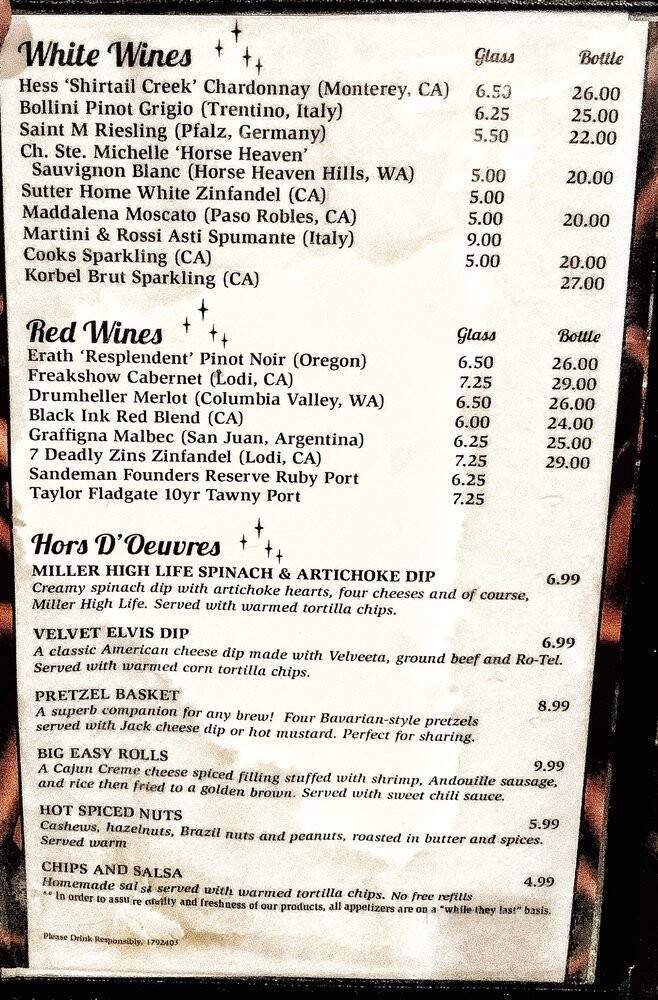 White Wines Glass Bottle
Hess ‘Shirtail Creek’ Chardonnay (Monterey, CA) 6.50 26.00
Bollini Pinot Grigio (Trentino, Italy) 6.25 25.00
Saint M Riesling (Pfalz, Germany) 5.50 22.00
Ch. Ste. Michelle ‘Horse Heaven’
Sauvignon Blanc (Horse Heaven Hills, WA) 5.00 20.00
Sutter Home White Zinfandel (CA) 5.00
Maddalena Moscato (Paso Robles, CA) 5.00 20.00
Martini & Rossi Asti Spumante (Italy) 9.00
Cooks Sparkling (CA) 5.00 20.00
Korbel Brut Sparkling (CA) 27.00
Red Wines Glass Bottle
Erath ‘Resplendent’ Pinot Noir (Oregon) 6.50 26.00
Freakshow Cabernet (Lodi, CA) 7.25 29.00
Drumheller Merlot (Columbia Valley, WA) 6.50 26.00
Black Ink Red Blend (CA) 6.00 24.00
Graffigna Malbec (San Juan, Argentina) 6.25 25.00
7 Deadly Zins Zinfandel (Lodi, CA) 7.25 29.00
Sandeman Founders Reserve Ruby Port 6.25
Taylor Fladgate 10yr Tawny Port 7.25
Hors D’Oeuvres
MILLER HIGH LIFE SPINACH & ARTICHOKE DIP 6.99
Creamy spinach dip with artichoke hearts, four cheeses and of course,
Miller High Life. Served with warmed tortilla chips.
VELVET ELVIS DIP 6.99
A classic American cheese dip made with Velveeta, ground beef and Ro-Tel.
Served with warmed corn tortilla chips.
PRETZEL BASKET 8.99
A superb companion for any brew! Four Bavarian-style pretzels
served with Jack cheese dip or hot mustard. Perfect for sharing.
BIG EASY ROLLS 9.99
A Cajun Creme cheese spiced filling stuffed with shrimp, Andouille sausage,
and rice then fried to a golden brown. Served with sweet chili sauce.
HOT SPICED NUTS 5.99
Cashews, hazelnuts, Brazil nuts and peanuts, roasted in butter and spices.
Served warm
CHIPS AND SALSA 4.99
Homemade salsa served with warmed tortilla chips. No free refills
** In order to assure quality and freshness of our products, all appetizers are on a "while they last" basis.
Please Drink Responsibly. 1792403